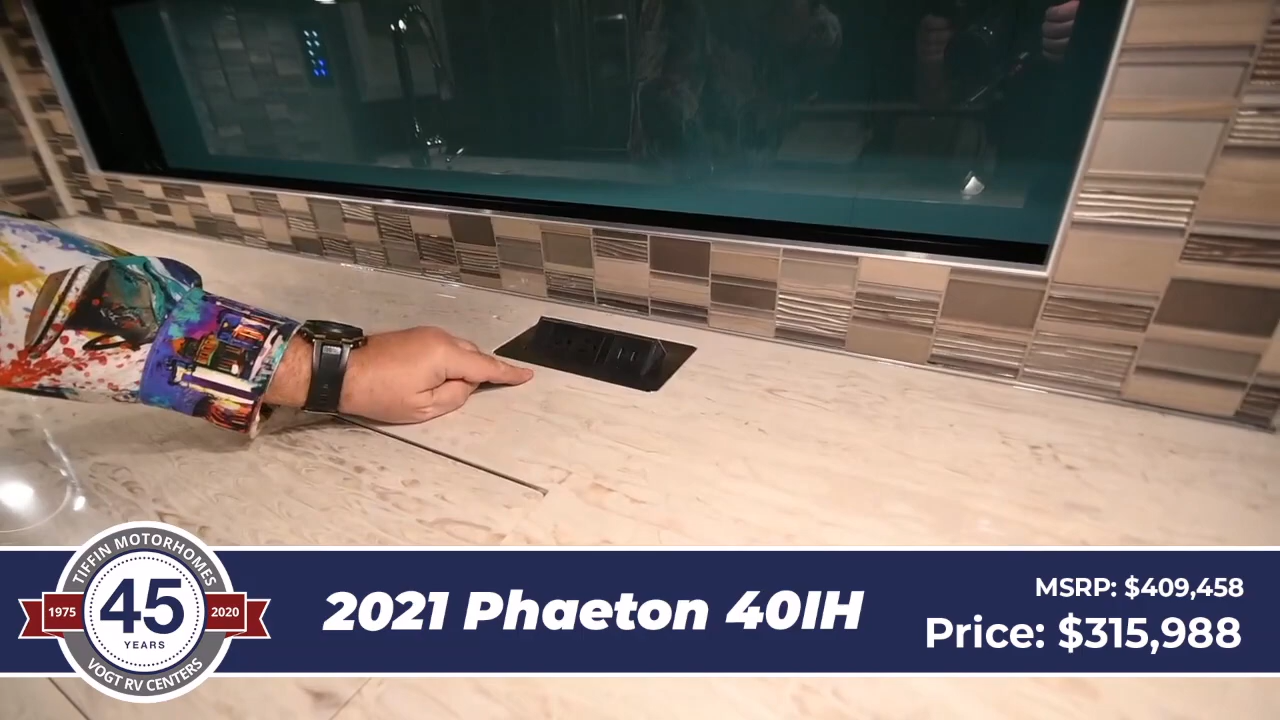 TIFFIN MOTORHOMES
1975
45
2020
YEARS
VOGT RV CENTERS
2021 Phaeton 40IH
MSRP: $409,458
Price: $315,988